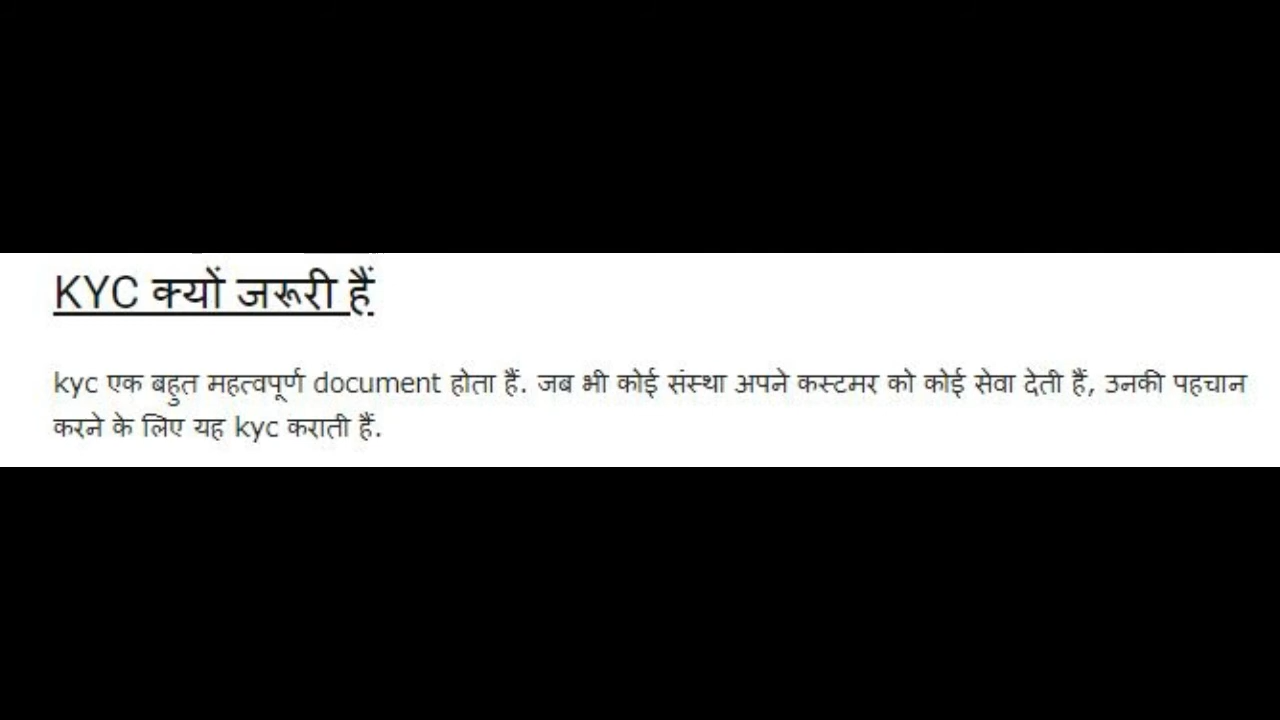 KYC क्यों जरूरी हैं
kyc एक बहुत महत्वपूर्ण document होता हैं. जब भी कोई संस्था अपने कस्टमर को कोई सेवा देती हैं, उनकी पहचान
करने के लिए यह kyc कराती हैं.